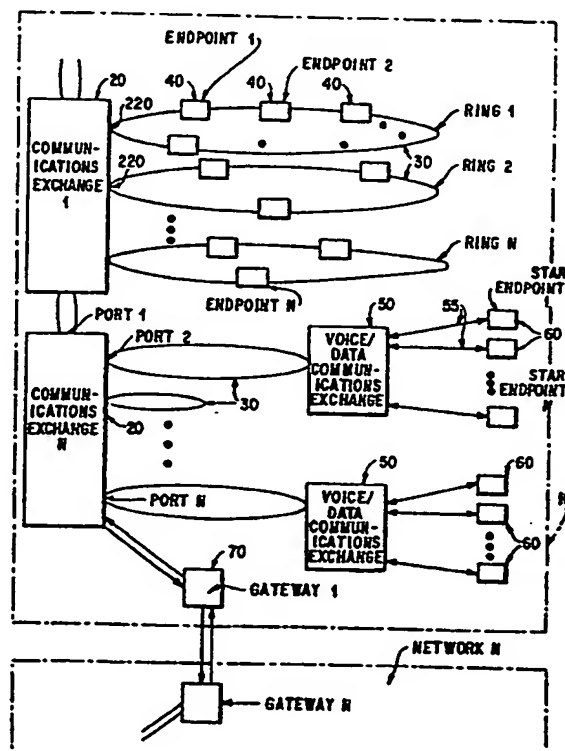 ENDPOINT 1
20
40
40
ENDPOINT 2
40
220
RING 1
COMMUN-
ICATIONS
EXCHANGE
1
220
30
RING 2
RING N
ENDPOINT N
PORT 1
PORT 2
50
55
STAR
ENDPOINT
60
VOICE/
DATA
COMMUN-
ICATIONS
EXCHANGE
STAR
ENDPOINT
N
COMMUNI-
CATIONS
EXCHANGE
N
20
30
PORT N
50
VOICE/
DATA
COMMUN-
ICATIONS
EXCHANGE
60
60
70
GATEWAY 1
NETWORK N
GATEWAY N